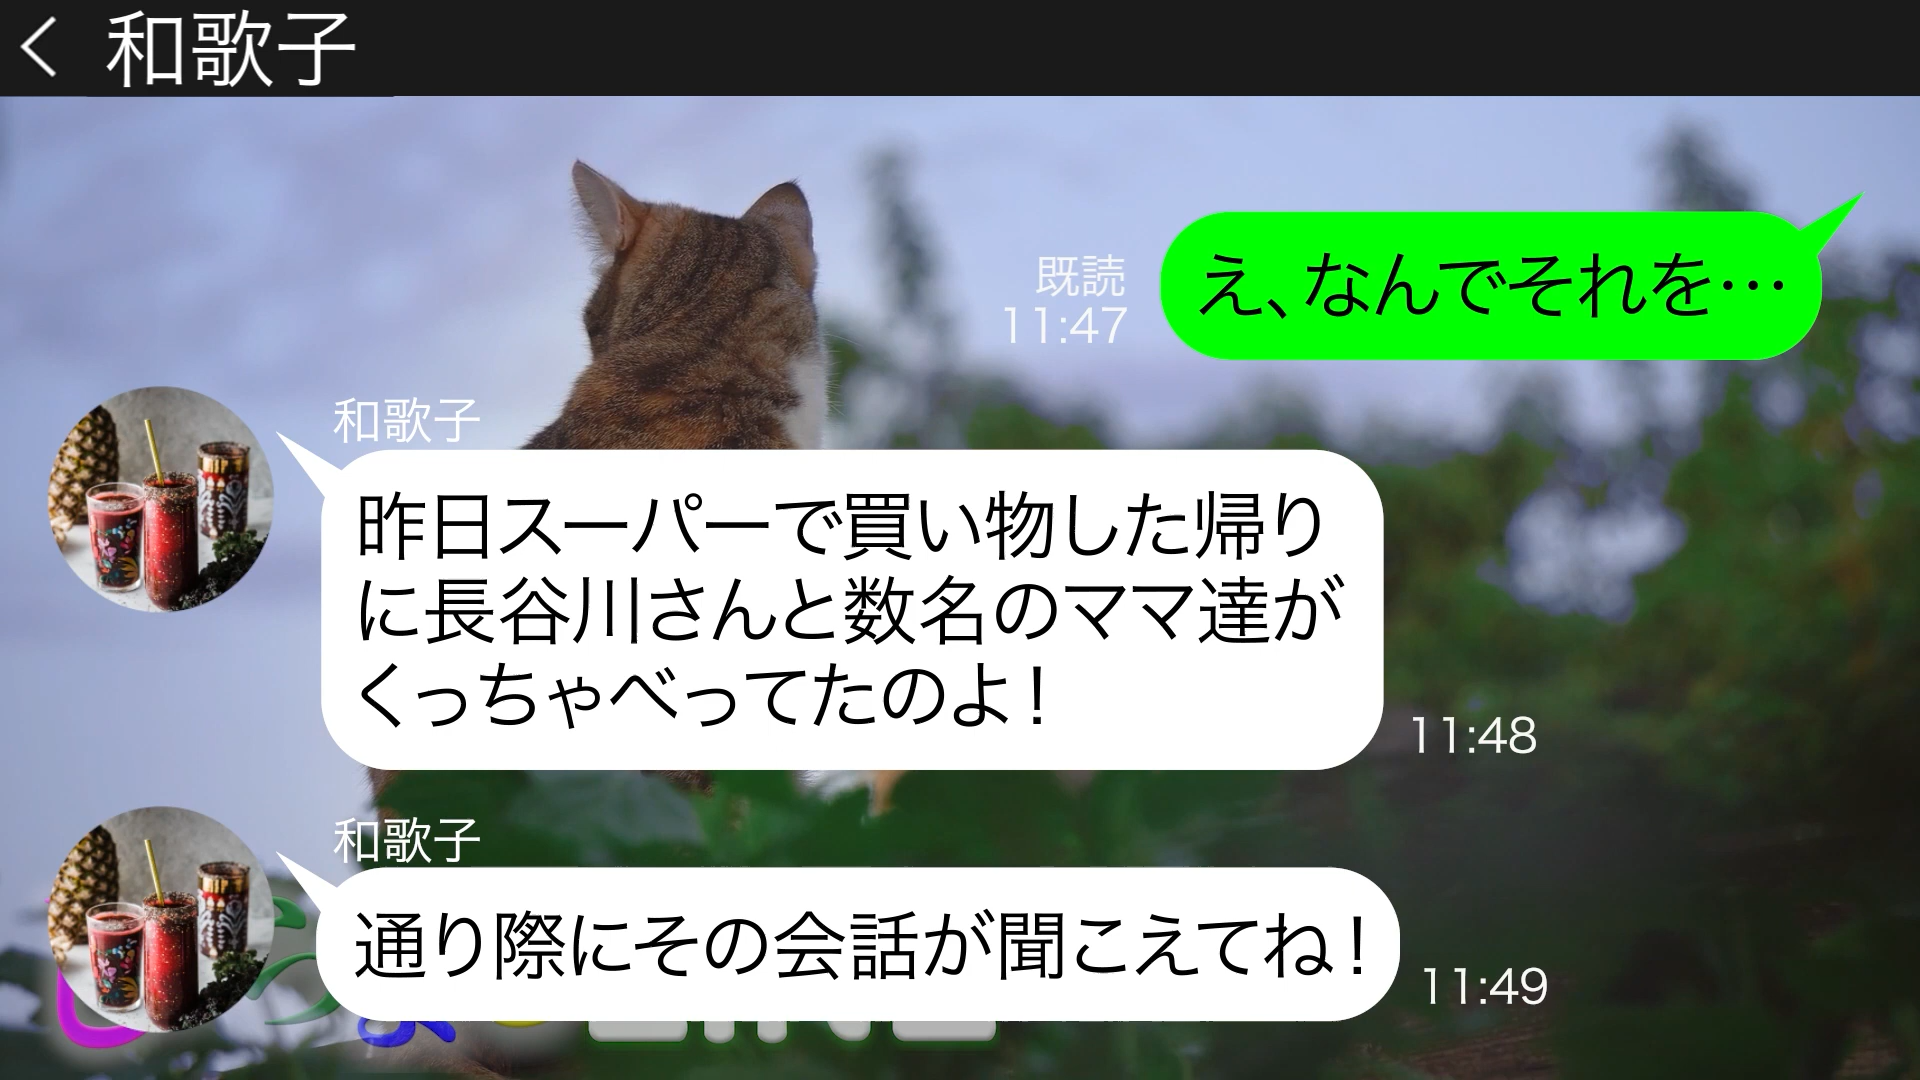 和歌子
え、なんでそれを…
既読
11:47
和歌子
昨日スーパーで買い物した帰り
に長谷川さんと数名のママ達が
くっちゃべってたのよ！
11:48
和歌子
通り際にその会話が聞こえてね！
11:49